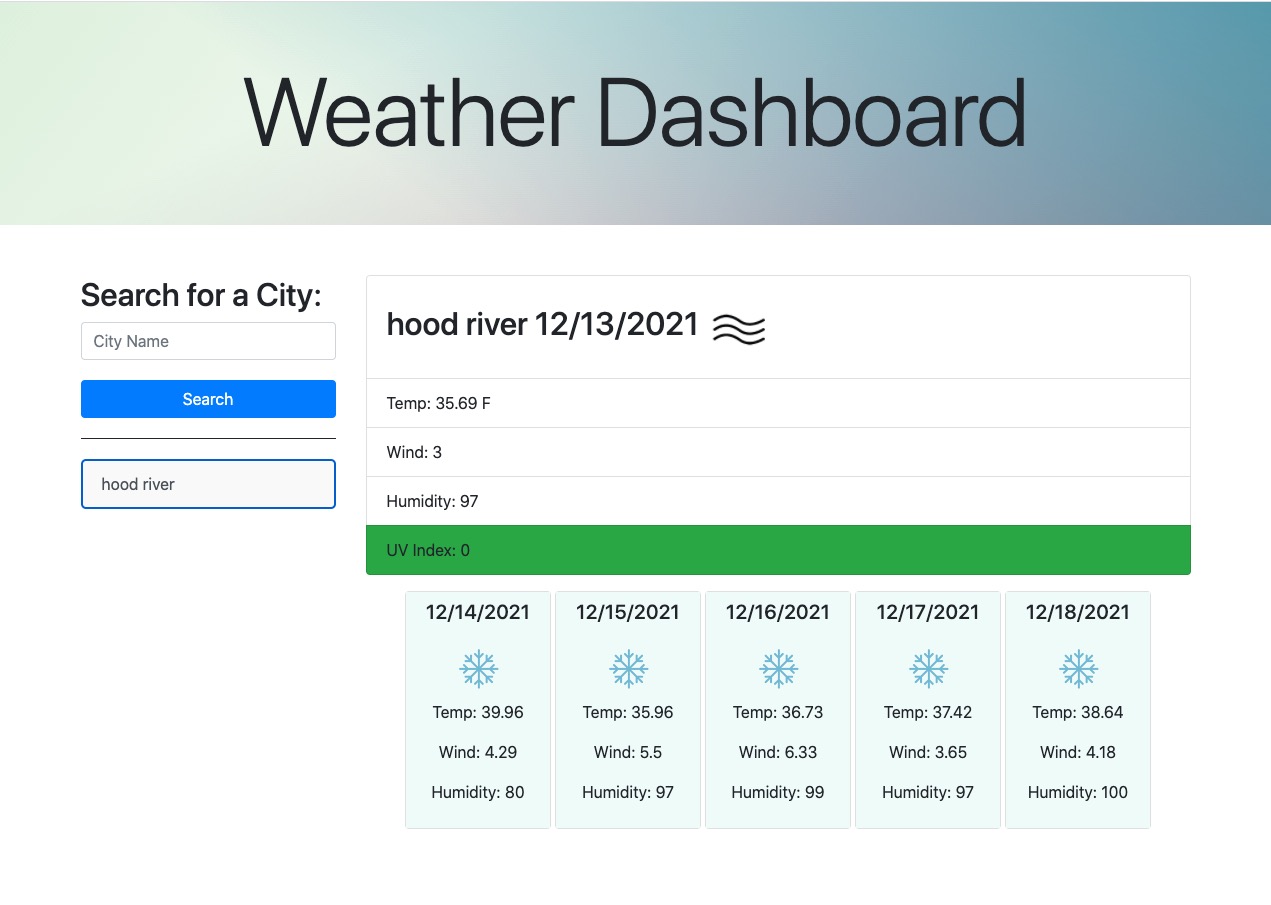 Weather Dashboard
Search for a City:
City Name
Search
hood river
hood river 12/13/2021
Temp: 35.69 F
Wind: 3
Humidity: 97
UV Index: 0
12/14/2021
Temp: 39.96
Wind: 4.29
Humidity: 80
12/15/2021
Temp: 35.96
Wind: 5.5
Humidity: 97
12/16/2021
Temp: 36.73
Wind: 6.33
Humidity: 99
12/17/2021
Temp: 37.42
Wind: 3.65
Humidity: 97
12/18/2021
Temp: 38.64
Wind: 4.18
Humidity: 100